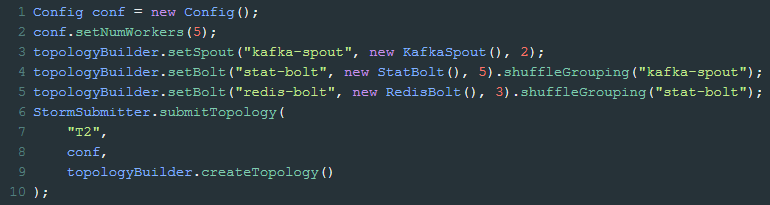 1 Config conf = new Config();
2 conf.setNumWorkers(5);
3 topologyBuilder.setSpout("kafka-spout", new KafkaSpout(), 2);
4 topologyBuilder.setBolt("stat-bolt", new StatBolt(), 5).shuffleGrouping("kafka-spout");
5 topologyBuilder.setBolt("redis-bolt", new RedisBolt(), 3).shuffleGrouping("stat-bolt");
6 StormSubmitter.submitTopology(
7     "T2",
8     conf,
9     topologyBuilder.createTopology()
10 );